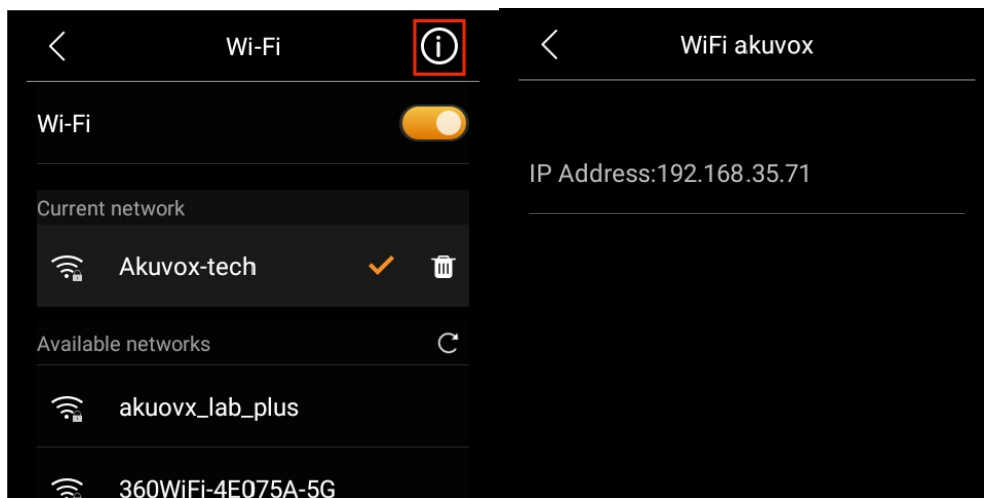 Wi-Fi
Wi-Fi
Current network
Akuvox-tech
Available networks
akuovx_lab_plus
360WiFi-4E075A-5G
WiFi akuvox
IP Address:192.168.35.71